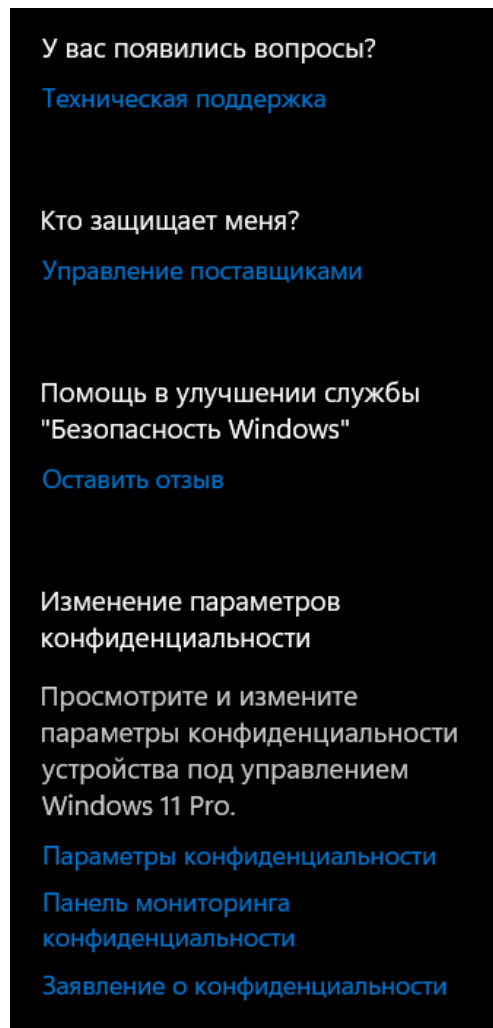 У вас появились вопросы?
Техническая поддержка
Кто защищает меня?
Управление поставщиками
Помощь в улучшении службы
"Безопасность Windows"
Оставить отзыв
Изменение параметров
конфиденциальности
Просмотрите и измените
параметры конфиденциальности
устройства под управлением
Windows 11 Pro.
Параметры конфиденциальности
Панель мониторинга
конфиденциальности
Заявление о конфиденциальности